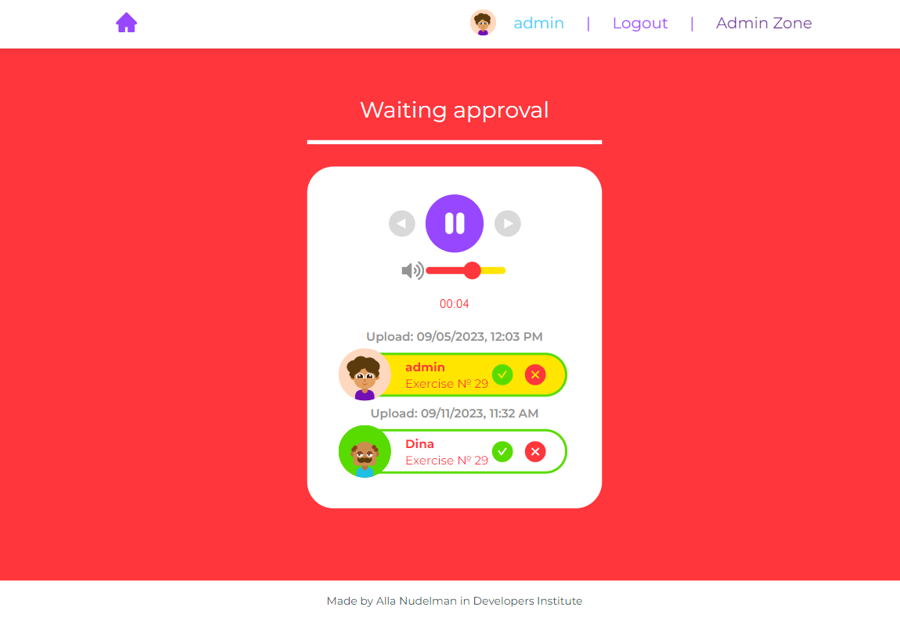 admin | Logout | Admin Zone
Waiting approval
00:04
Upload: 09/05/2023, 12:03 PM
admin
Exercise № 29
Upload: 09/11/2023, 11:32 AM
Dina
Exercise № 29
Made by Alla Nudelman in Developers Institute